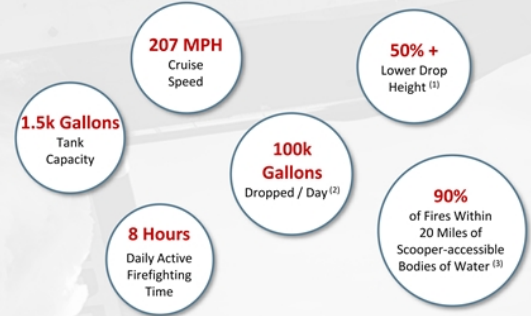 207 MPH
Cruise
Speed
50% +
Lower Drop
Height (1)
1.5k Gallons
Tank
Capacity
100k
Gallons
Dropped / Day (2)
90%
of Fires Within
20 Miles of
Scooper-accessible
Bodies of Water (3)
8 Hours
Daily Active
Firefighting
Time